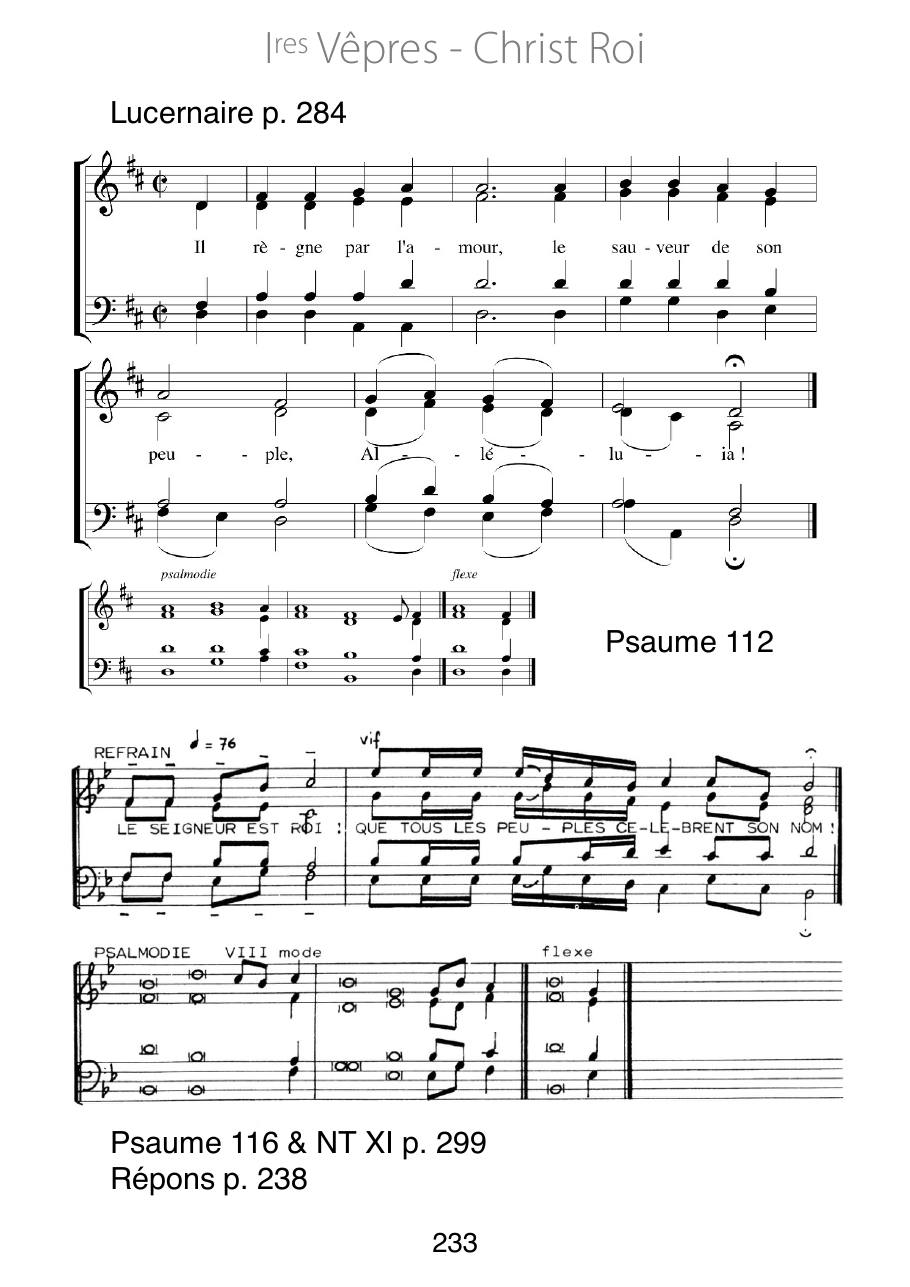 Ires Vêpres - Christ Roi
Lucernaire p. 284
Il rè - gne par l'a - mour, le sau - veur de son
peu - - ple, Al - - lé - - lu - - ia !
psalmodie flexe
Psaume 112
REFRAIN ♩ = 76 vif
LE SEIGNEUR EST ROI ! QUE TOUS LES PEU - PLES CE-LE-BRENT SON NOM !
PSALMODIE VIII mode flexe
Psaume 116 & NT XI p. 299
Répons p. 238
233